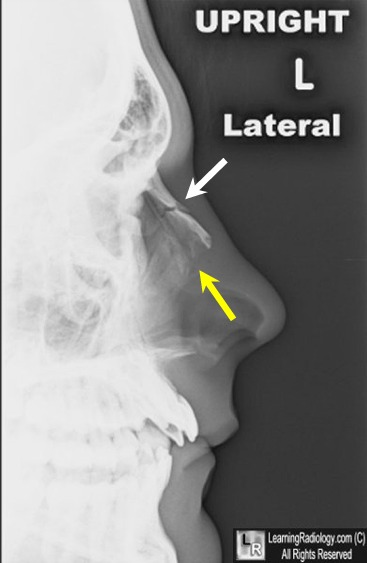 UPRIGHT
L
Lateral
LR
LearningRadiology.com (C)
All Rights Reserved